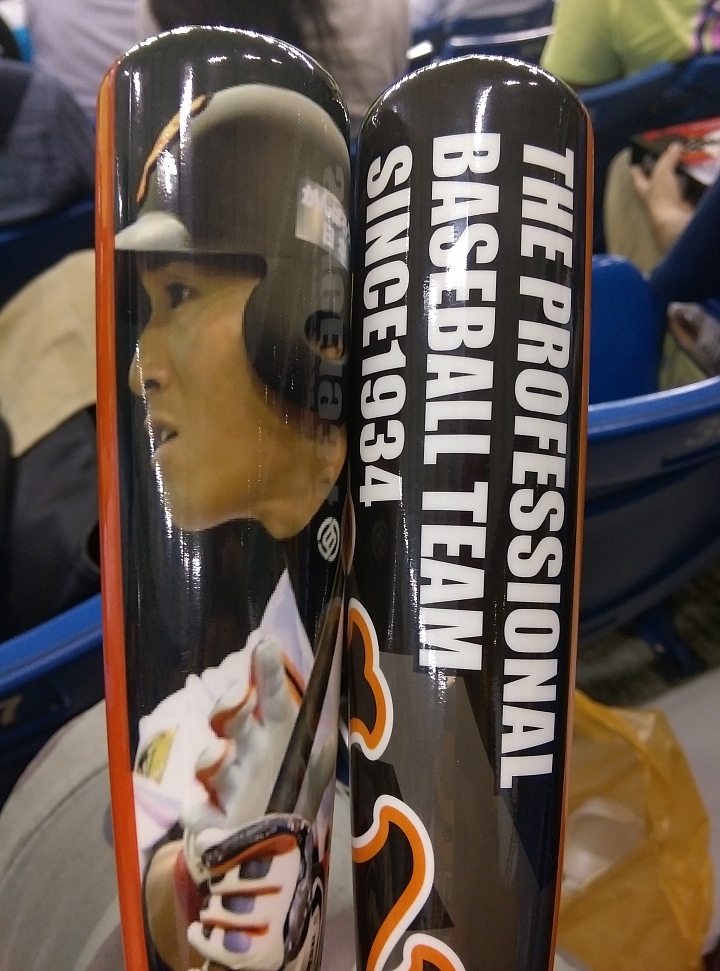 THE PROFESSIONAL
BASEBALL TEAM
SINCE1934